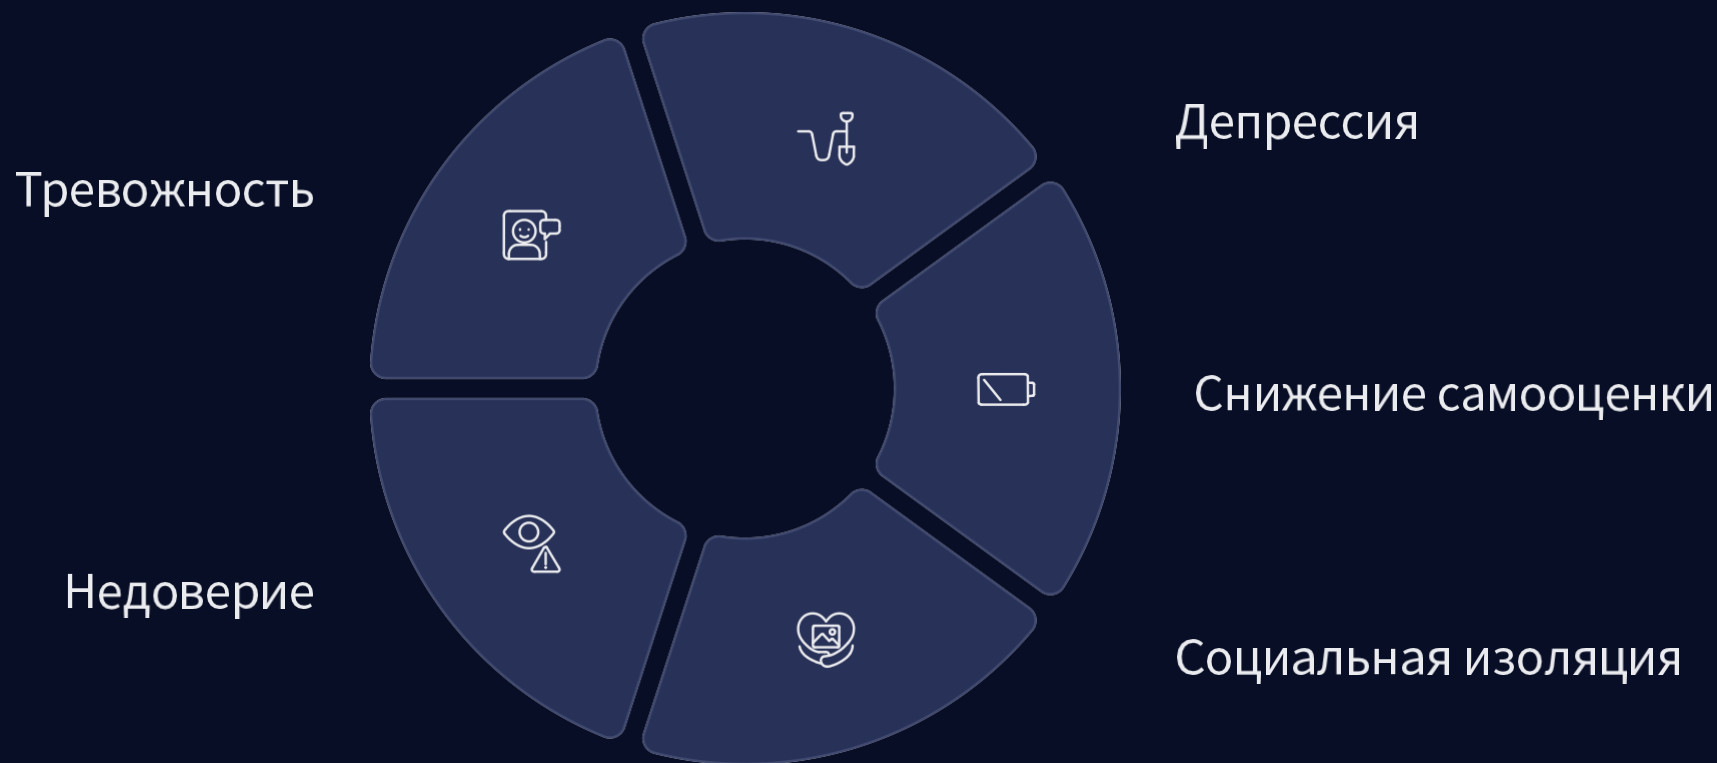 Депрессия
Тревожность
Снижение самооценки
Недоверие
Социальная изоляция